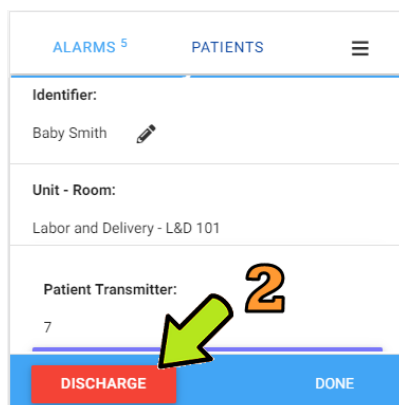 ALARMS 5 PATIENTS
Identifier:
Baby Smith
Unit - Room:
Labor and Delivery - L&D 101
Patient Transmitter:
2
7
DISCHARGE DONE